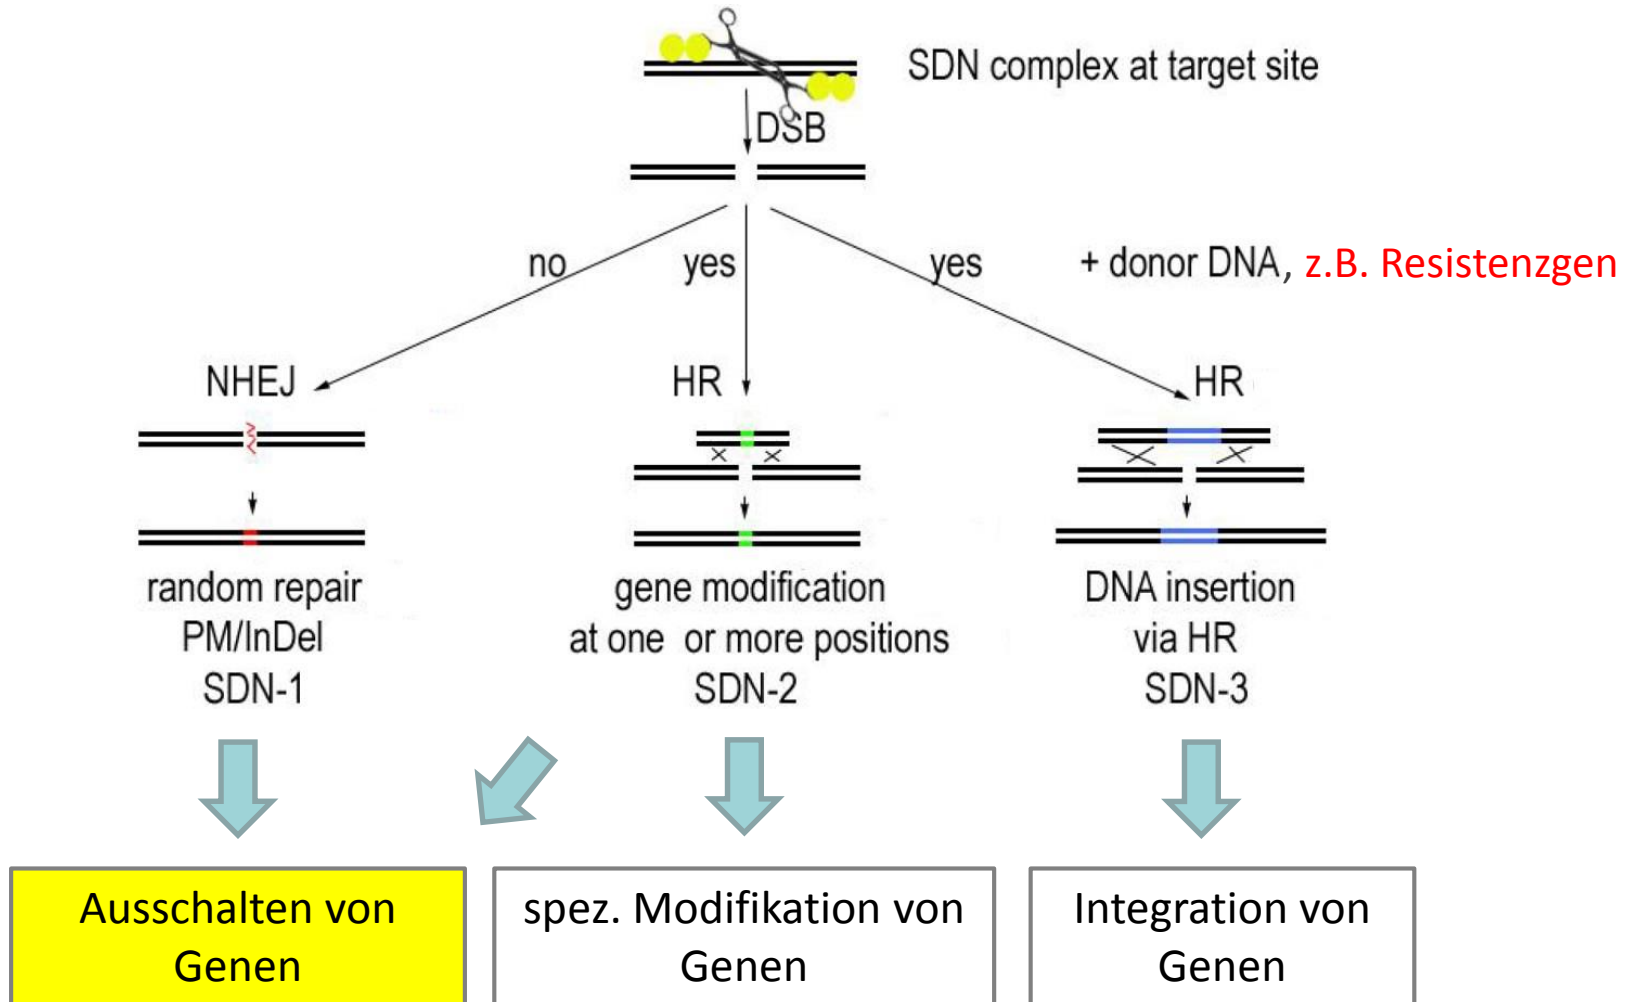 SDN complex at target site
DSB
no
yes
yes
+ donor DNA, z.B. Resistenzgen
NHEJ
HR
HR
random repair
PM/InDel
SDN-1
gene modification
at one or more positions
SDN-2
DNA insertion
via HR
SDN-3
Ausschalten von
Genen
spez. Modifikation von
Genen
Integration von
Genen